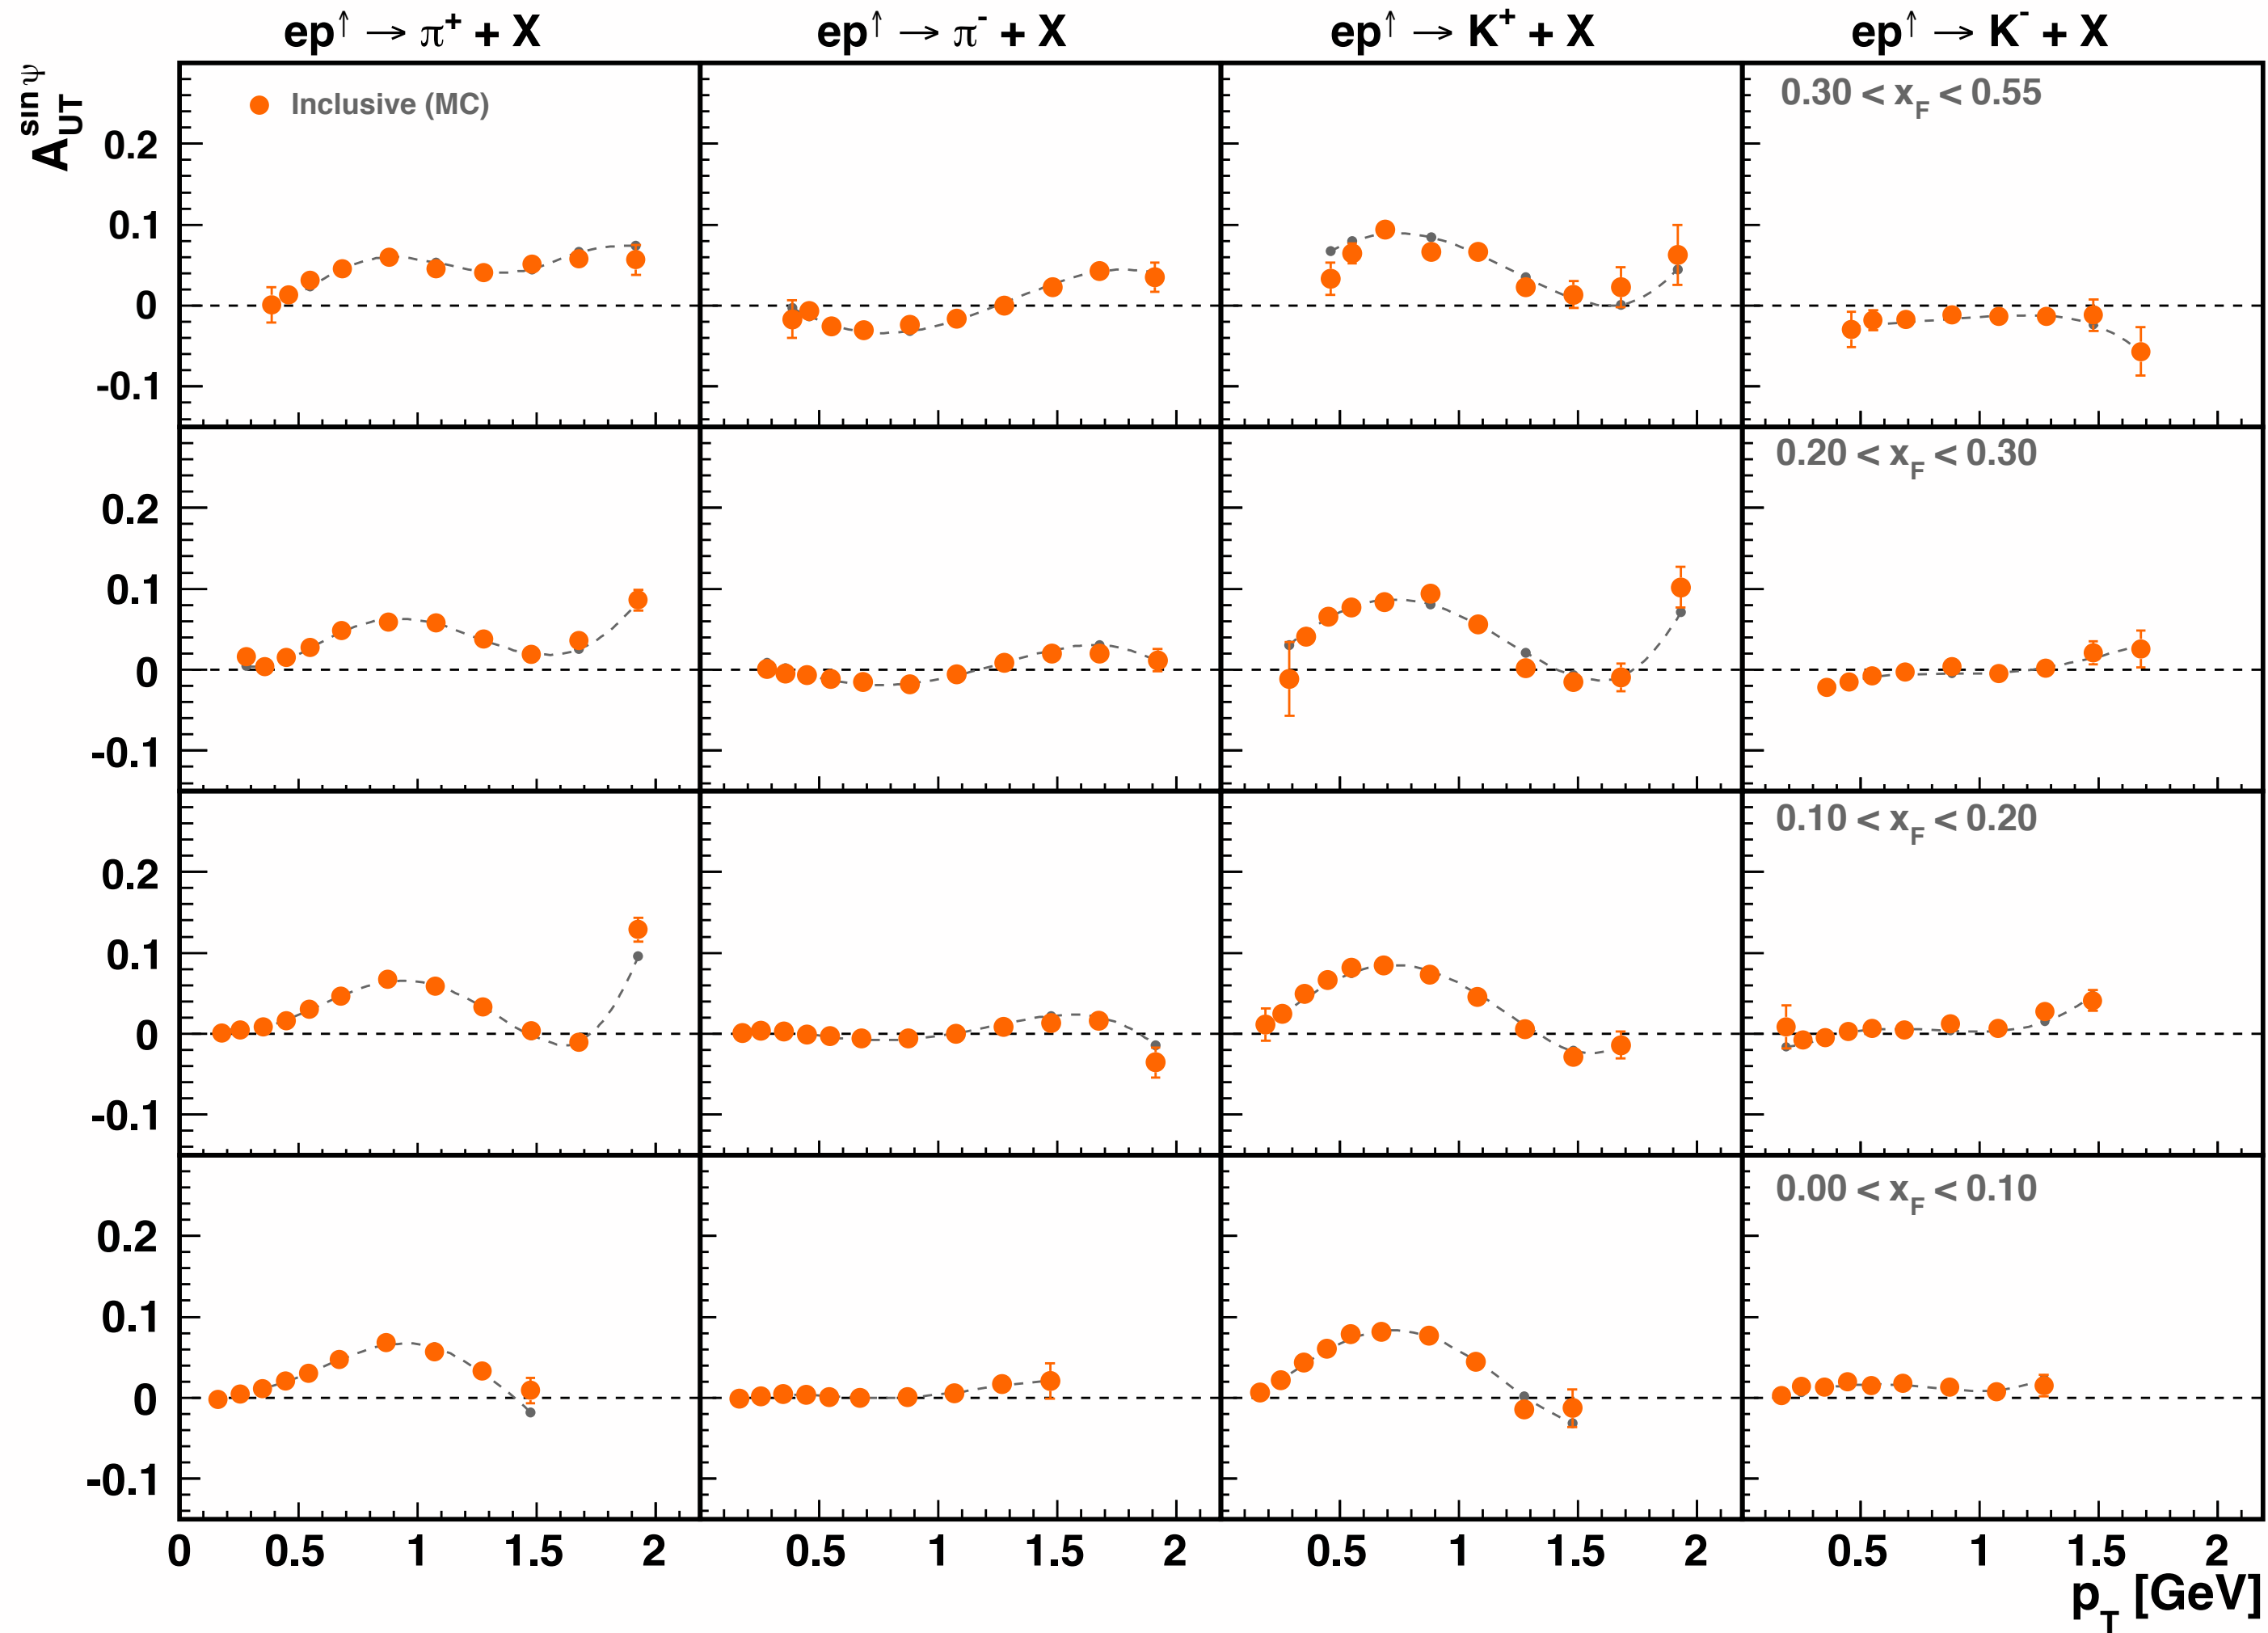 ep↑ → π+ + X ep↑ → π- + X ep↑ → K+ + X ep↑ → K- + X
A_UT^sin ψ
Inclusive (MC)
0.30 < x_F < 0.55
0.2
0.1
0
-0.1
0.20 < x_F < 0.30
0.2
0.1
0
-0.1
0.10 < x_F < 0.20
0.2
0.1
0
-0.1
0.00 < x_F < 0.10
0.2
0.1
0
-0.1
0 0.5 1 1.5 2 0.5 1 1.5 2 0.5 1 1.5 2 0.5 1 1.5 2
p_T [GeV]